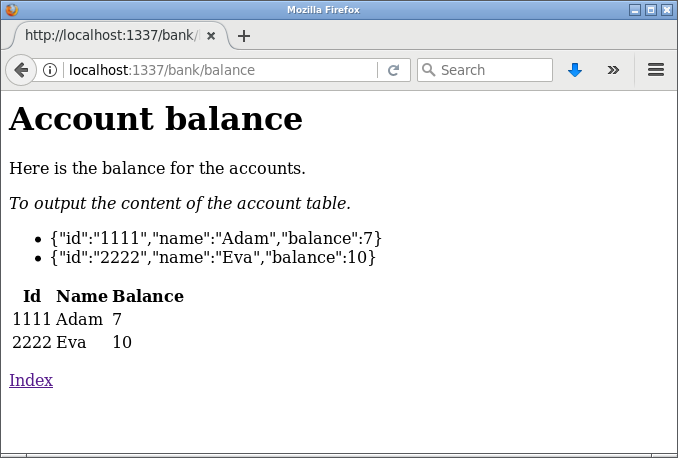 Mozilla Firefox
http://localhost:1337/bank/
localhost:1337/bank/balance
Search
Account balance
Here is the balance for the accounts.
To output the content of the account table.
• {"id":"1111","name":"Adam","balance":7}
• {"id":"2222","name":"Eva","balance":10}
Id Name Balance
1111 Adam 7
2222 Eva 10
Index